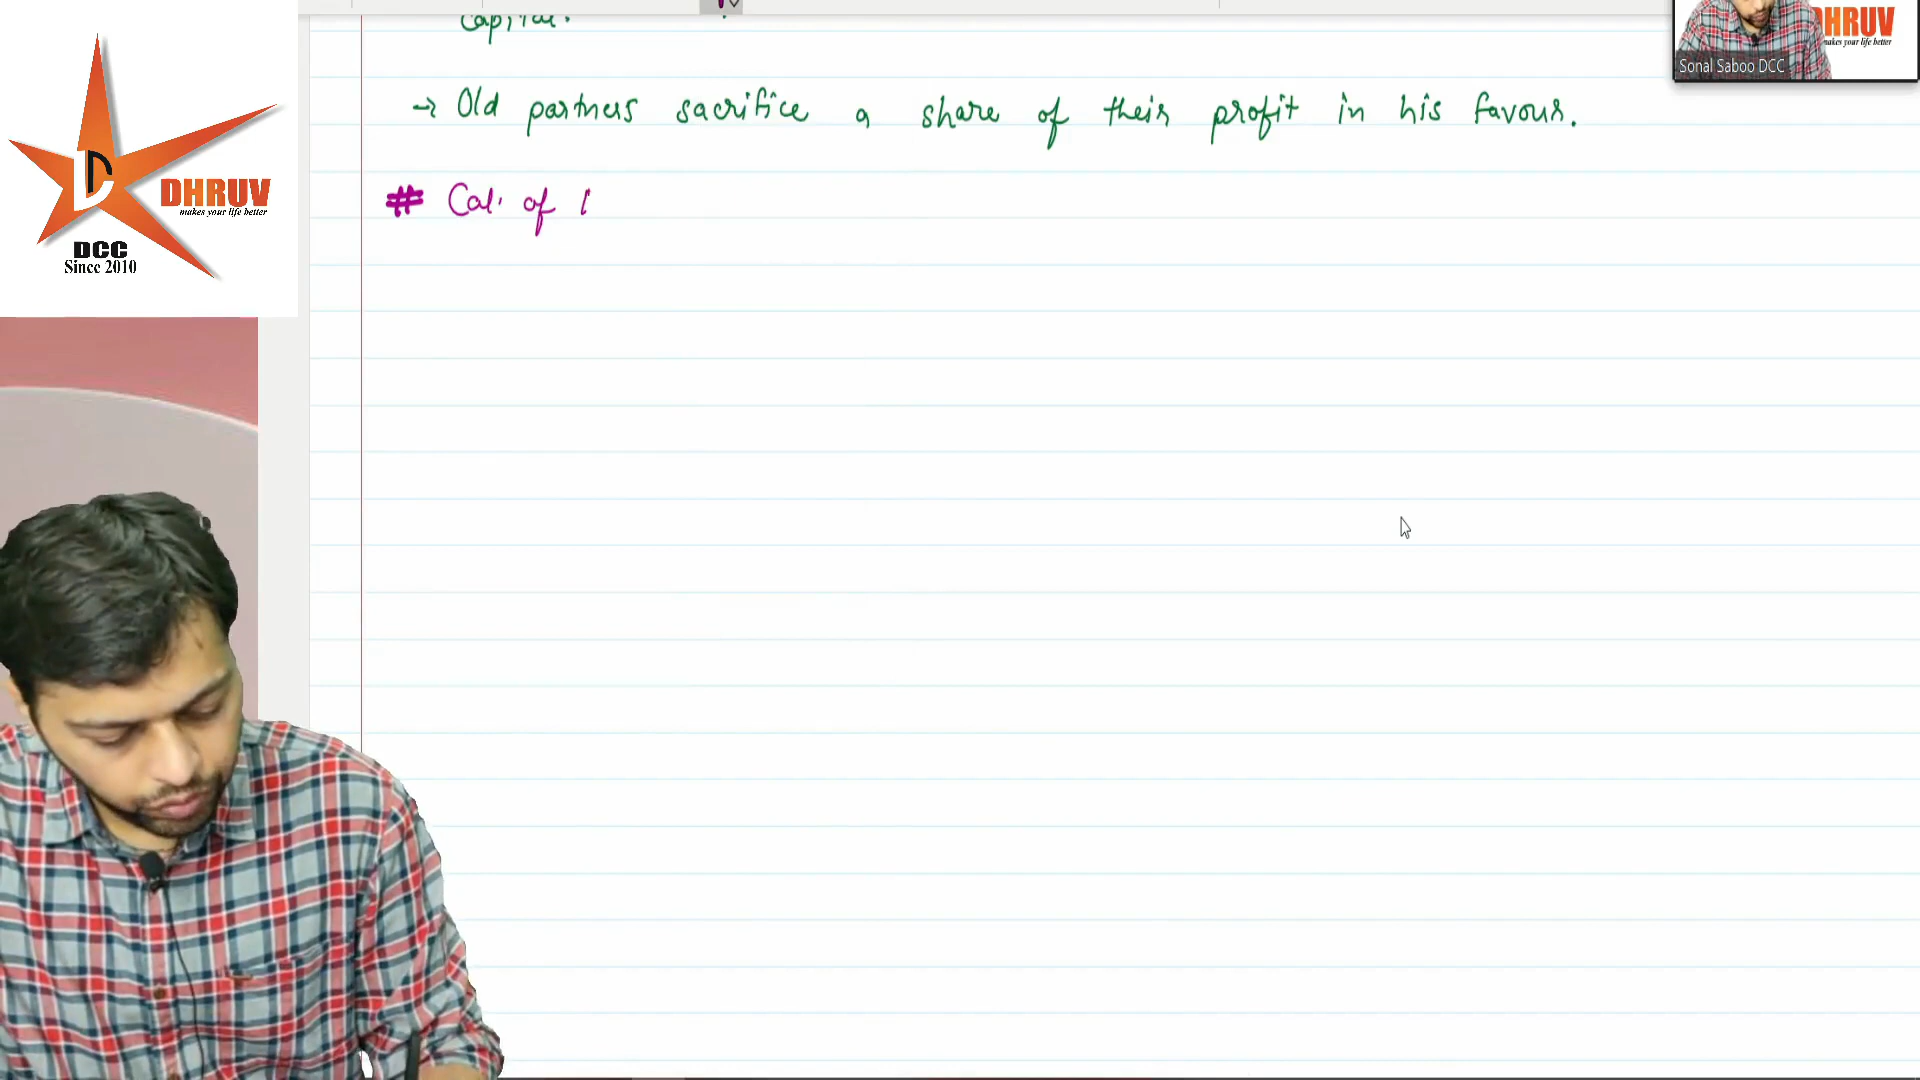 capital.
→ Old partners sacrifice a share of their profit in his favour.
# Cal. of
DHRUV
makes your life better
DCC
Since 2010
DHRUV
makes your life better
Sonal Saboo DCC